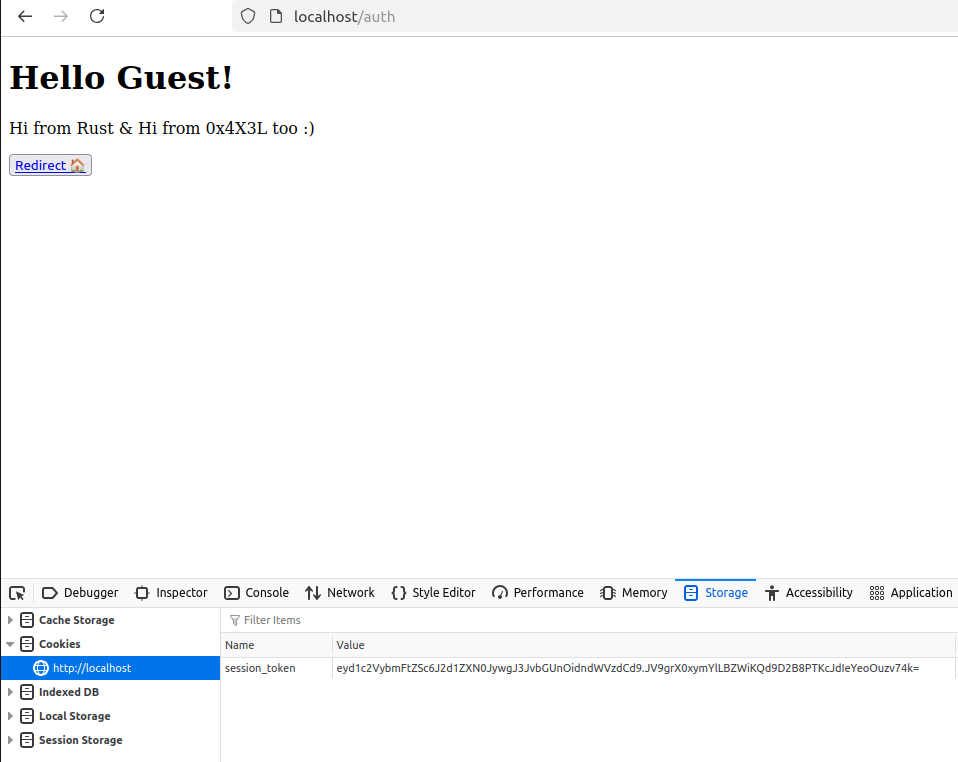 localhost/auth
Hello Guest!
Hi from Rust & Hi from 0x4X3L too :)
Redirect 🏠
Debugger Inspector Console Network Style Editor Performance Memory Storage Accessibility Application
Cache Storage
Filter Items
Cookies
Name Value
http://localhost
session_token eyd1c2VybmFtZSc6J2d1ZXN0JywgJ3JvbGUnOidndWVzdCd9.JV9grX0xymYlLBZWiKQd9D2B8PTKcJdIeYeoOuzv74k=
Indexed DB
Local Storage
Session Storage